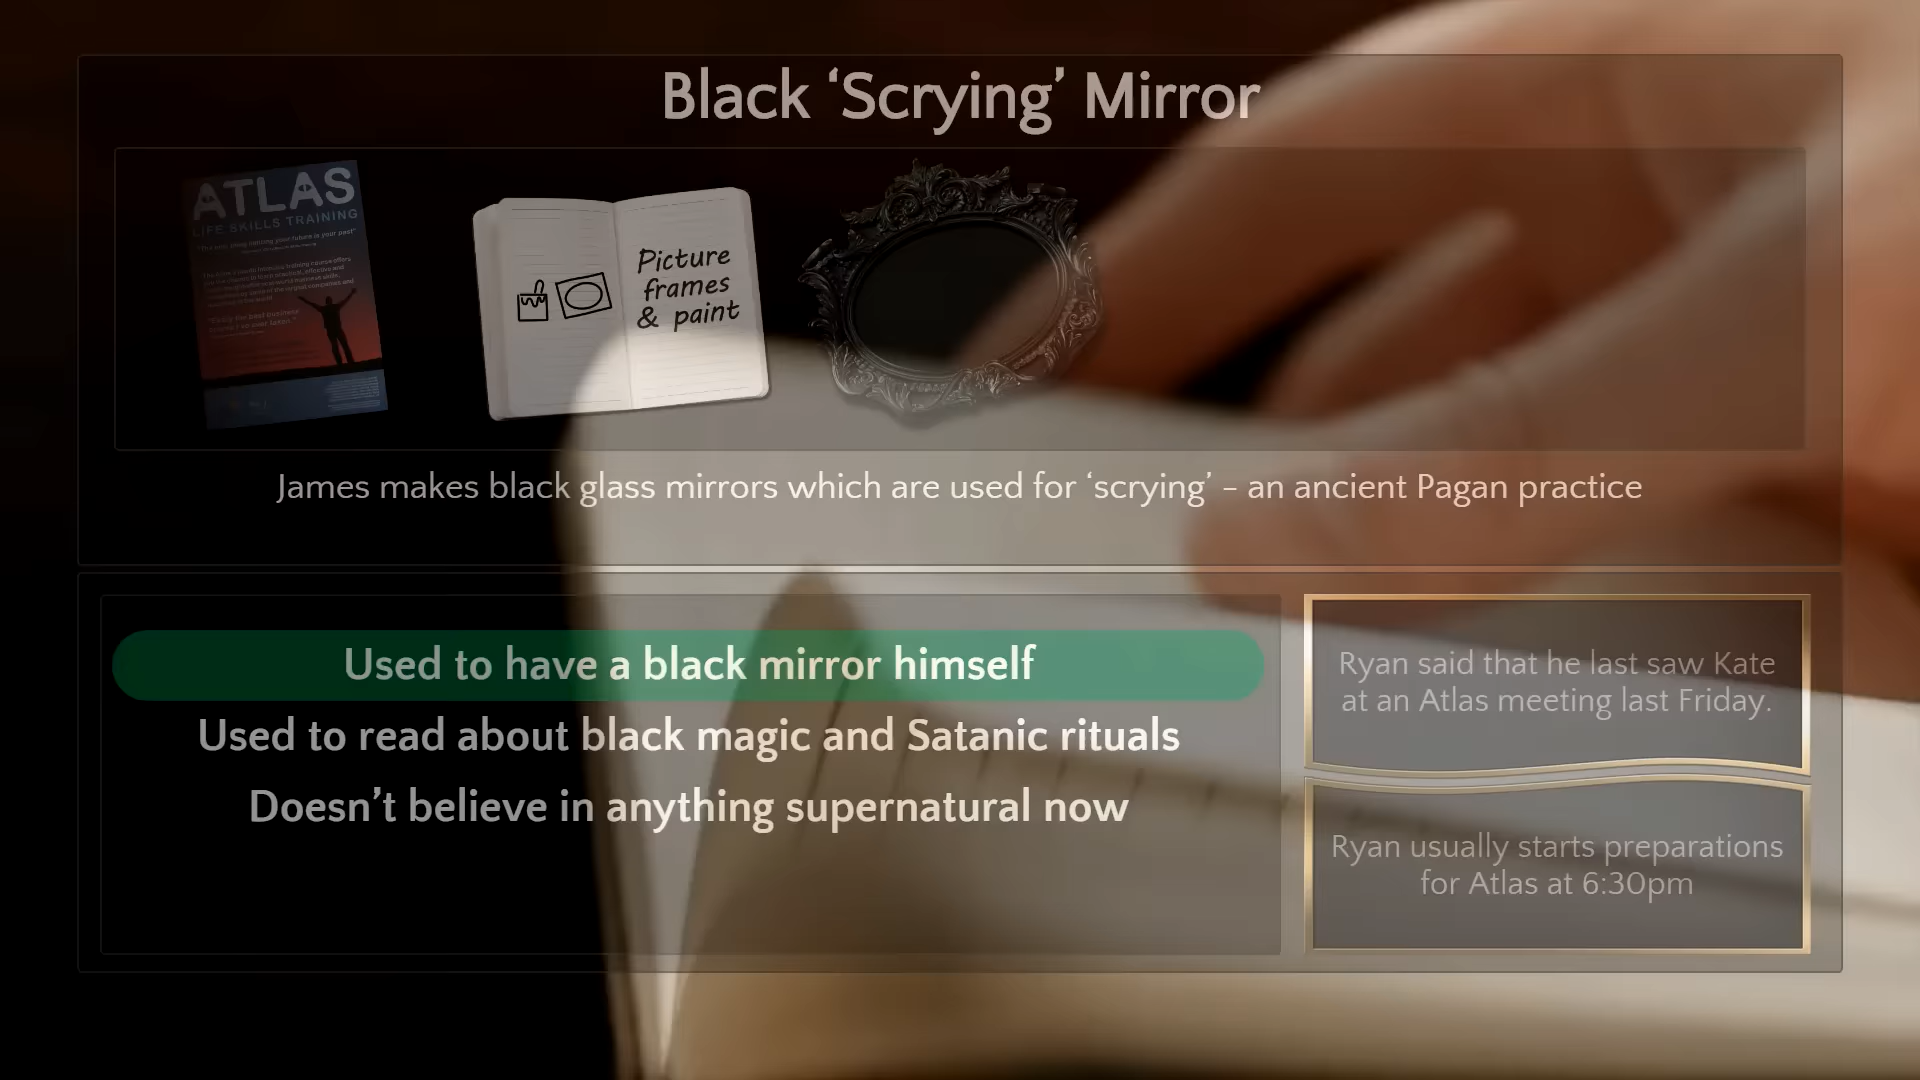 Black ‘Scrying’ Mirror
ATLAS
LIFE SKILLS TRAINING
Picture
frames
& paint
James makes black glass mirrors which are used for ‘scrying’ – an ancient Pagan practice
Used to have a black mirror himself
Used to read about black magic and Satanic rituals
Doesn’t believe in anything supernatural now
Ryan said that he last saw Kate
at an Atlas meeting last Friday.
Ryan usually starts preparations
for Atlas at 6:30pm